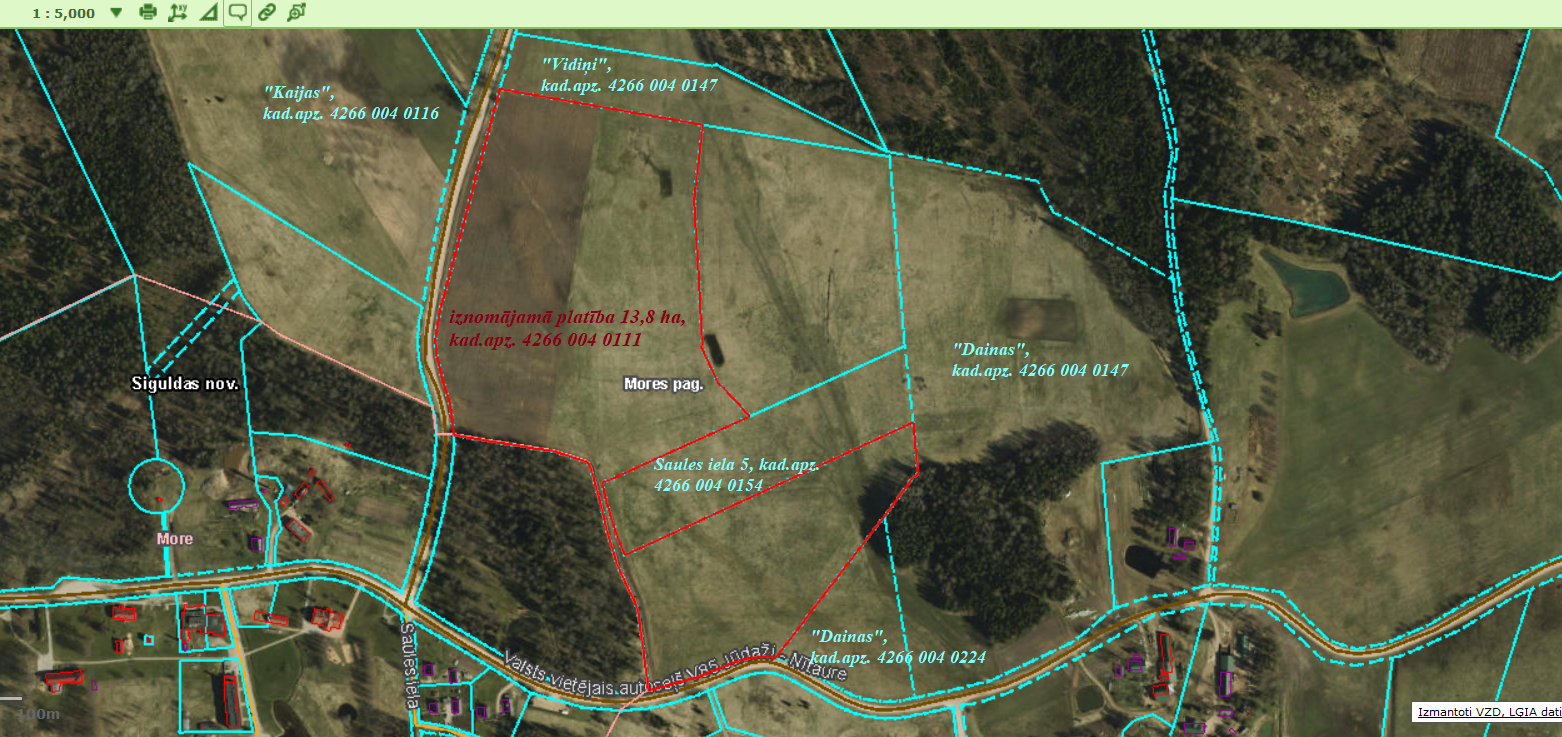 1 : 5,000
"Vidiņi",
kad.apz. 4266 004 0147
"Kaijas",
kad.apz. 4266 004 0116
iznomājamā platība 13,8 ha,
kad.apz. 4266 004 0111
"Dainas",
kad.apz. 4266 004 0147
Siguldas nov.
Mores pag.
Saules iela 5, kad.apz.
4266 004 0154
More
"Dainas",
kad.apz. 4266 004 0224
Saules iela
Valsts vietējais autoceļš V85 Jūdaži - Nītaure
100m
Izmantoti VZD, LĢIA dati